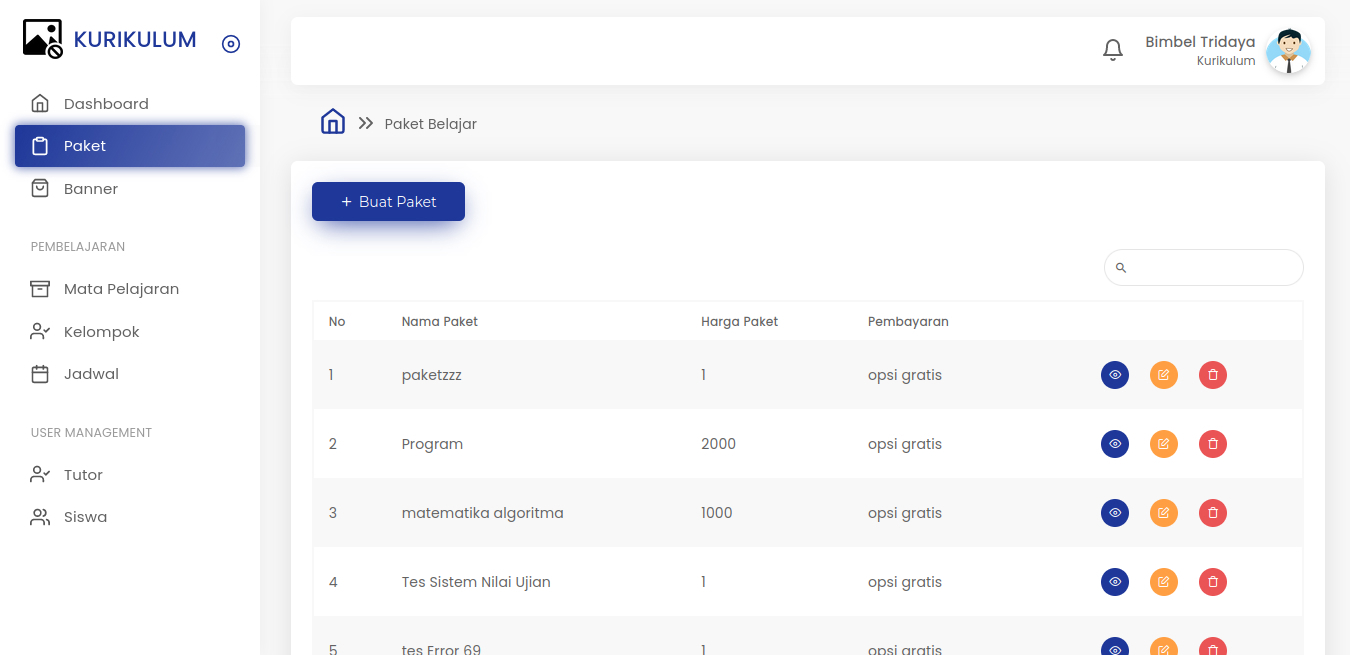 KURIKULUM
Dashboard
Paket
Banner
PEMBELAJARAN
Mata Pelajaran
Kelompok
Jadwal
USER MANAGEMENT
Tutor
Siswa
Bimbel Tridaya
Kurikulum
Paket Belajar
+ Buat Paket
No Nama Paket Harga Paket Pembayaran
1 paketzzz 1 opsi gratis
2 Program 2000 opsi gratis
3 matematika algoritma 1000 opsi gratis
4 Tes Sistem Nilai Ujian 1 opsi gratis
5 tes Error 69 1 opsi gratis